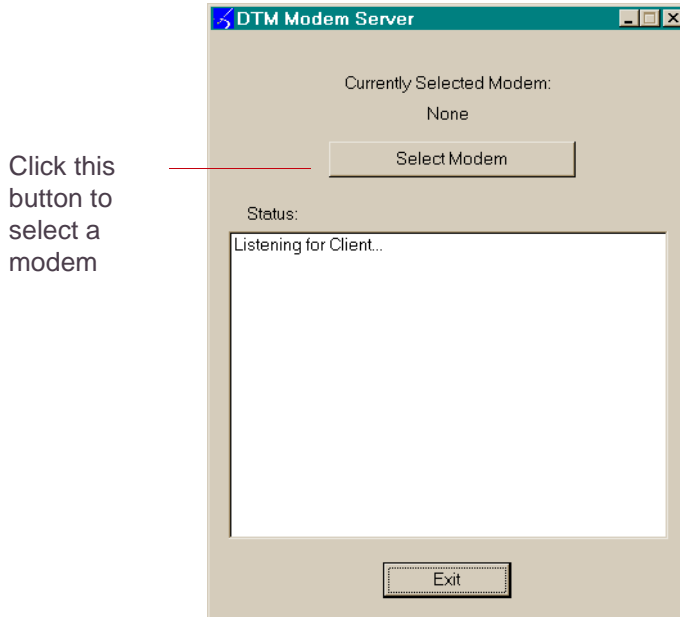 DTM Modem Server
Currently Selected Modem:
None
Click this
button to
select a
modem
Select Modem
Status:
Listening for Client...
Exit